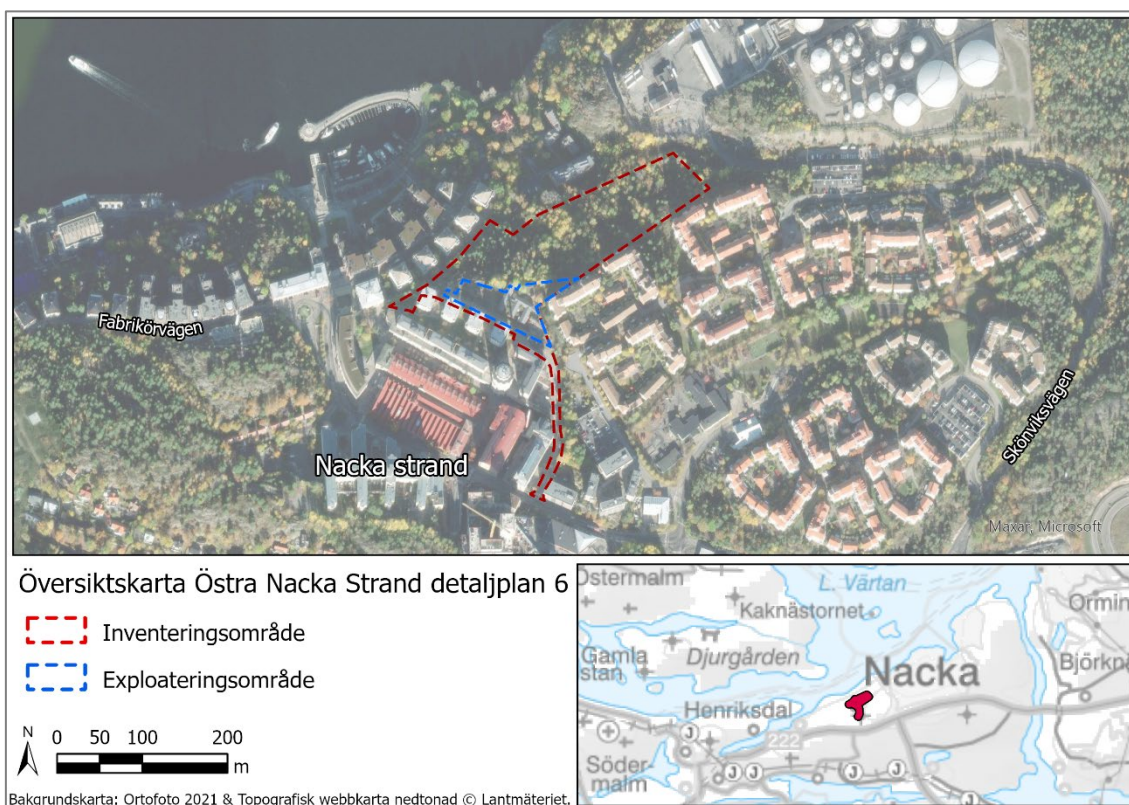 Fabrikörvägen
Nacka strand
Skönviksvägen
Maxar, Microsoft
Översiktskarta Östra Nacka Strand detaljplan 6
Inventeringsområde
Exploateringsområde
N
0 50 100 200
m
Bakgrundskarta: Ortofoto 2021 & Topografisk webbkarta nedtonad © Lantmäteriet.
Östermalm
L. Värtan
Kaknästornet
Ormin
Gamla
stan
Djurgården
Nacka
Björkn
Henriksdal
222
Söder-
malm
J
J
J
J
J
J
J